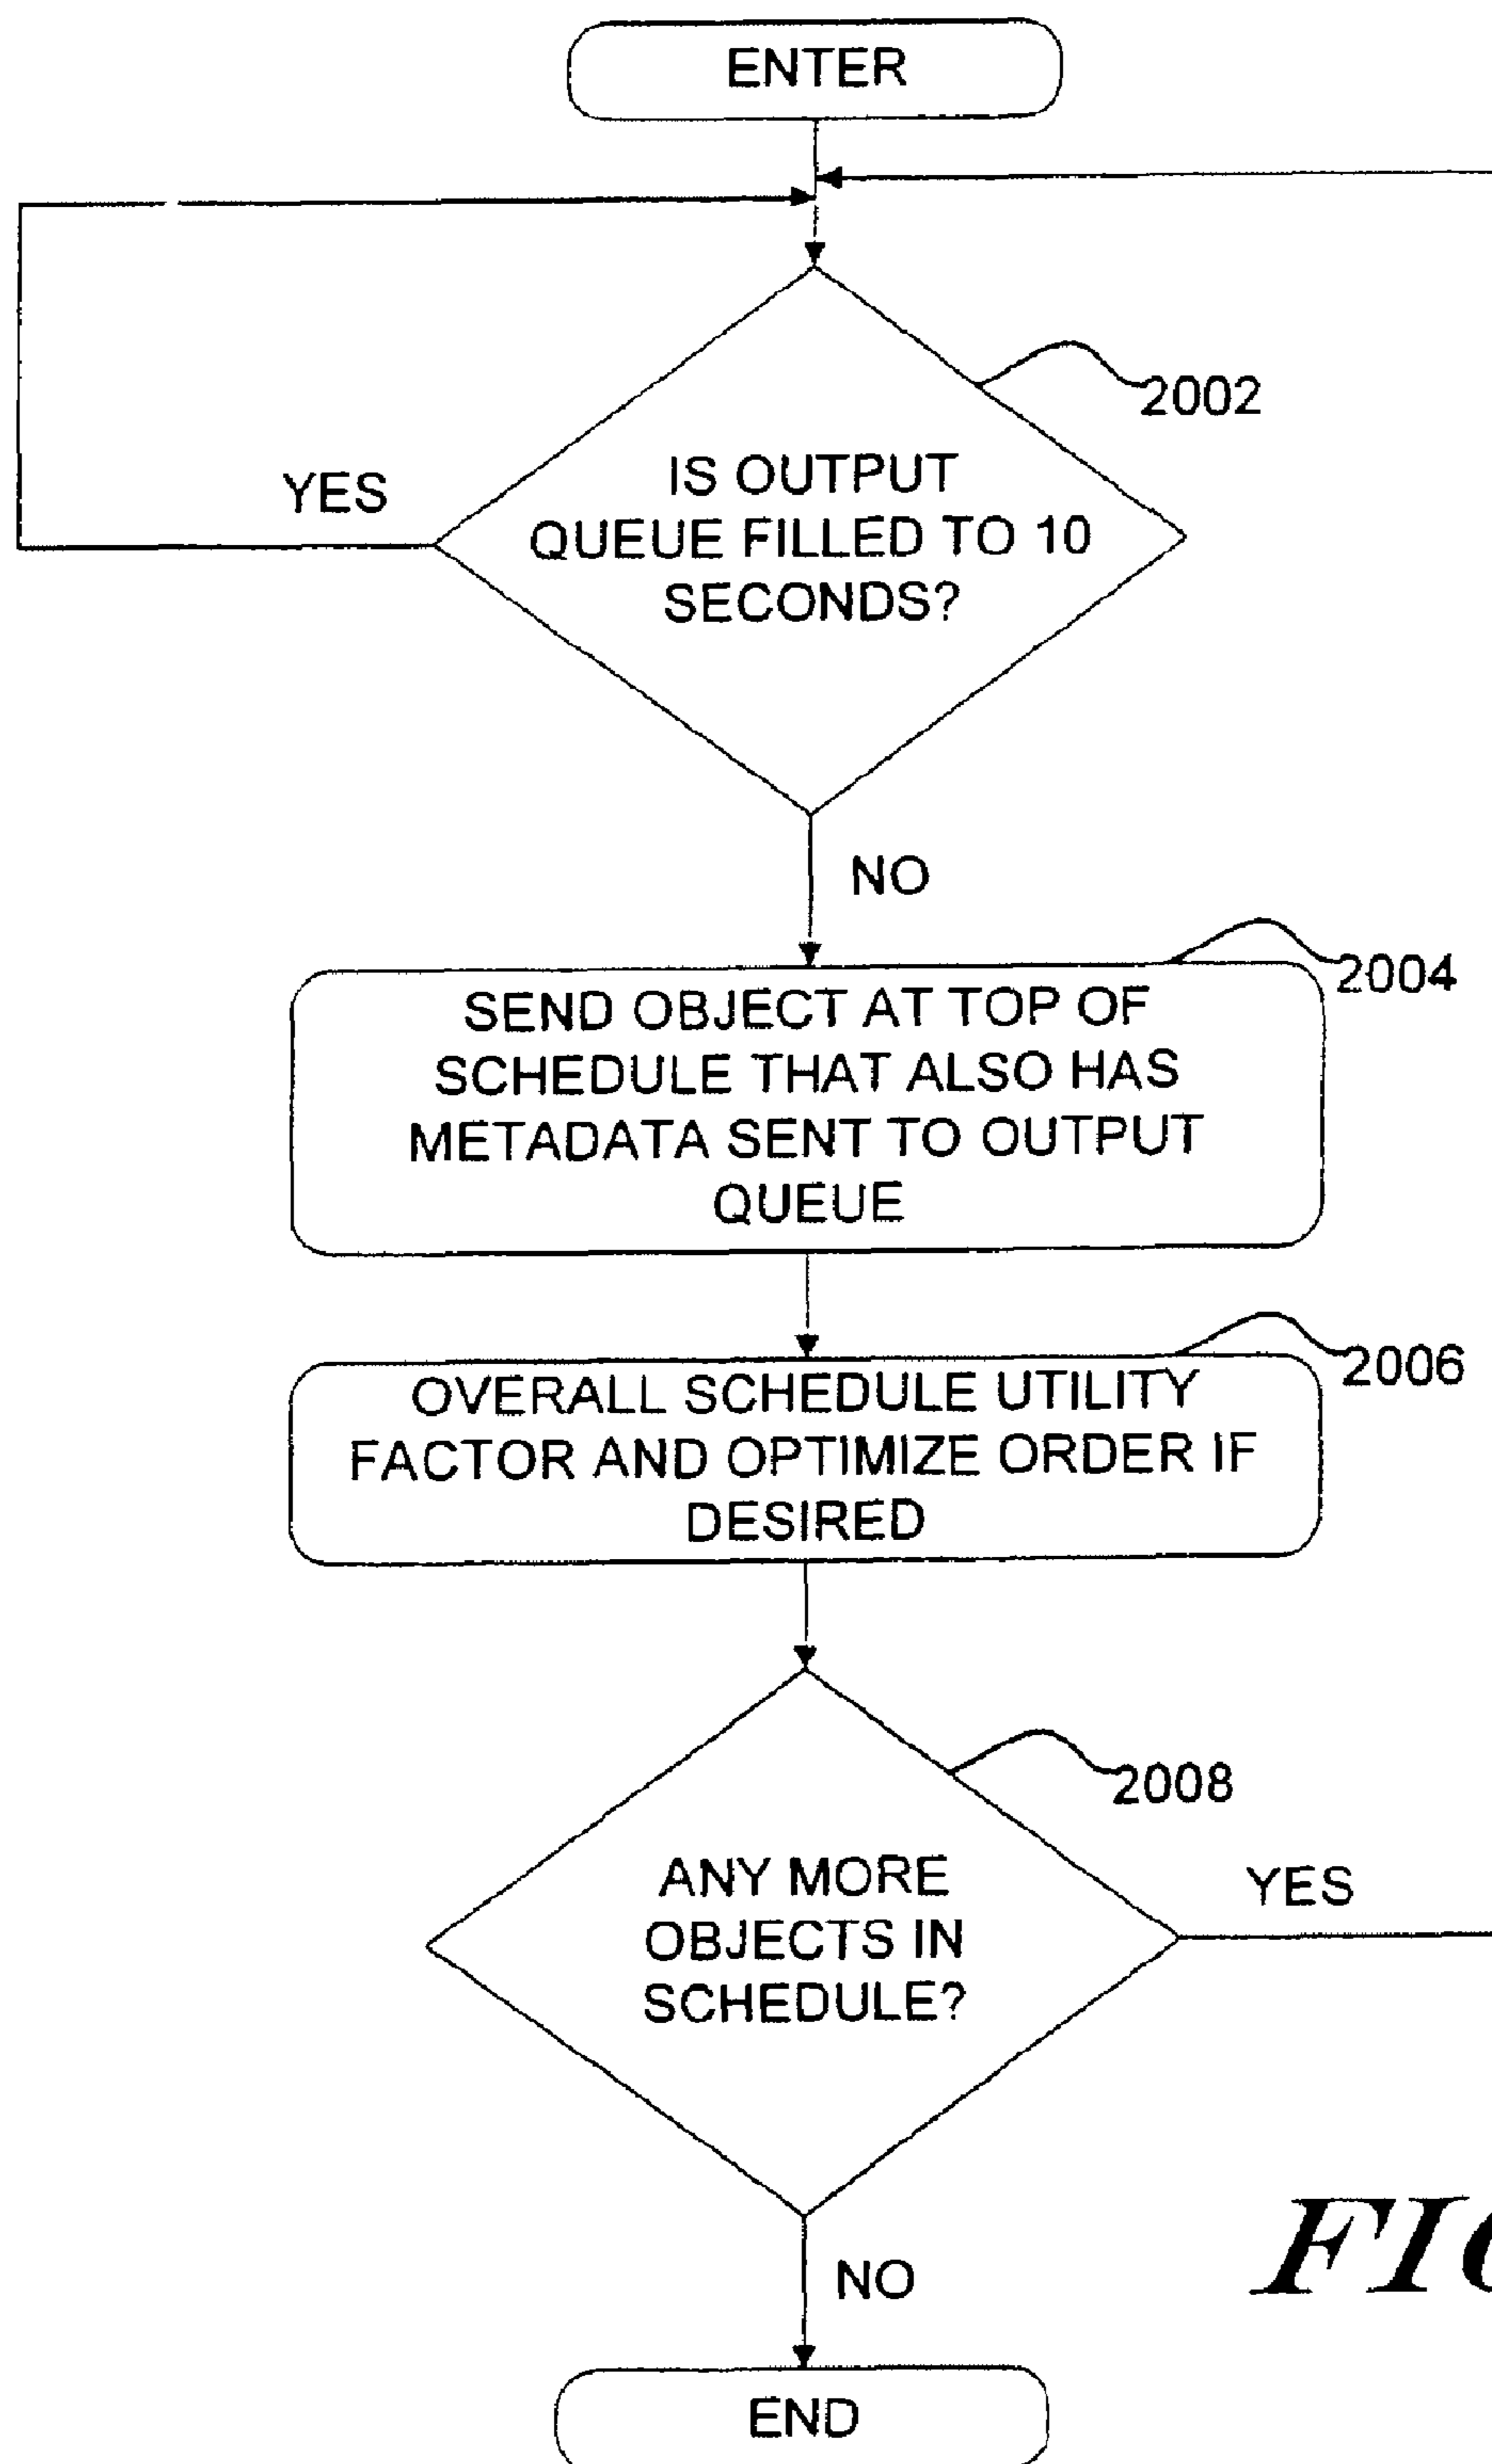 ENTER
2002
YES
IS OUTPUT
QUEUE FILLED TO 10
SECONDS?
NO
2004
SEND OBJECT AT TOP OF
SCHEDULE THAT ALSO HAS
METADATA SENT TO OUTPUT
QUEUE
2006
OVERALL SCHEDULE UTILITY
FACTOR AND OPTIMIZE ORDER IF
DESIRED
2008
ANY MORE
OBJECTS IN
SCHEDULE?
YES
NO
END